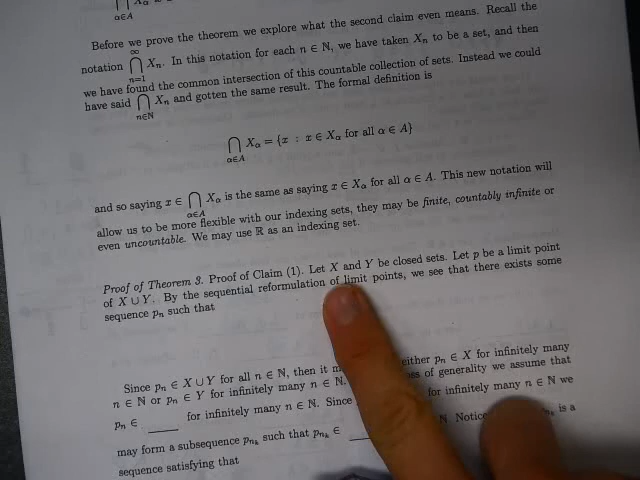 α∈A
Before we prove the theorem we explore what the second claim even means. Recall the
notation ⋂_{n=1}^{∞} Xₙ. In this notation for each n ∈ ℕ, we have taken Xₙ to be a set, and then
we have found the common intersection of this countable collection of sets. Instead we could
have said ⋂_{n∈ℕ} Xₙ and gotten the same result. The formal definition is
⋂_{α∈A} X_α = {x : x ∈ X_α for all α ∈ A}
and so saying x ∈ ⋂_{α∈A} X_α is the same as saying x ∈ X_α for all α ∈ A. This new notation will
allow us to be more flexible with our indexing sets, they may be finite, countably infinite or
even uncountable. We may use ℝ as an indexing set.
Proof of Theorem 3. Proof of Claim (1). Let X and Y be closed sets. Let p be a limit point
of X ∪ Y. By the sequential reformulation of limit points, we see that there exists some
sequence pₙ such that
Since pₙ ∈ X ∪ Y for all n ∈ ℕ, then it either pₙ ∈ X for infinitely many
n ∈ ℕ or pₙ ∈ Y for infinitely many n ∈ ℕ. of generality we assume that
pₙ ∈ ____ for infinitely many n ∈ ℕ. Since for infinitely many n ∈ ℕ we
may form a subsequence p_{n_k} such that p_{n_k} ∈ ℕ Notice is a
sequence satisfying that